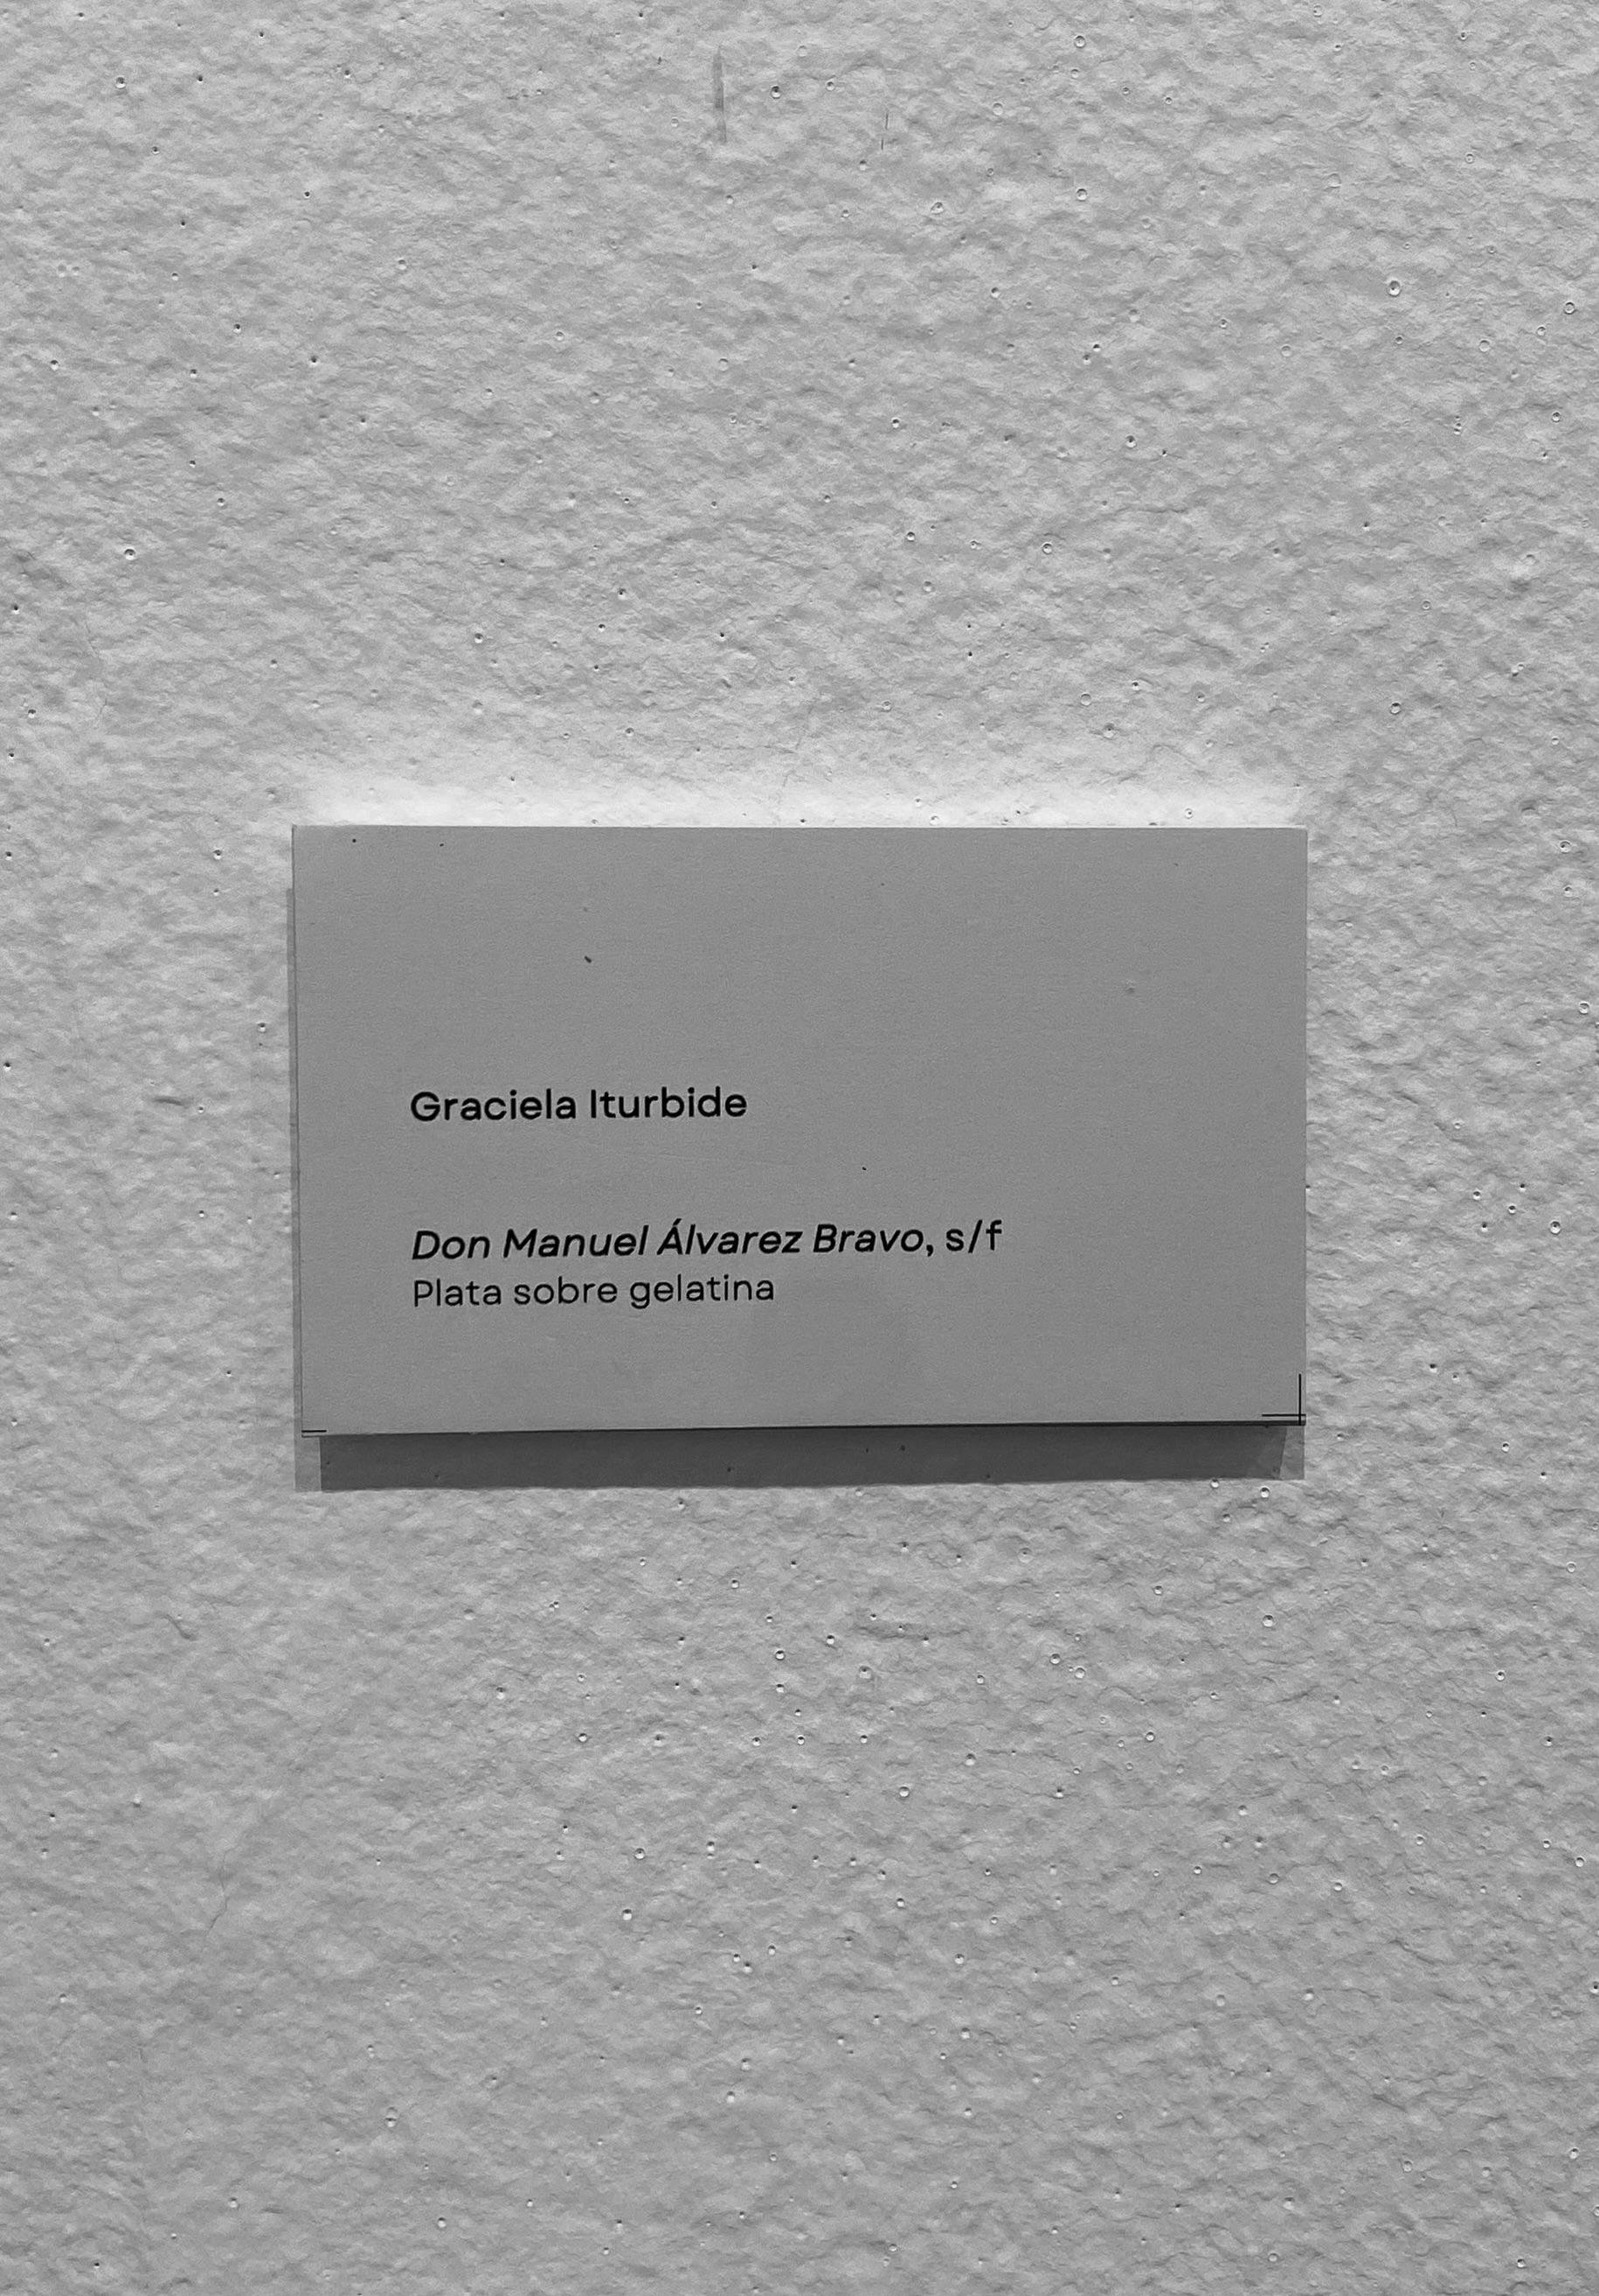 Graciela Iturbide
Don Manuel Álvarez Bravo, s/f
Plata sobre gelatina